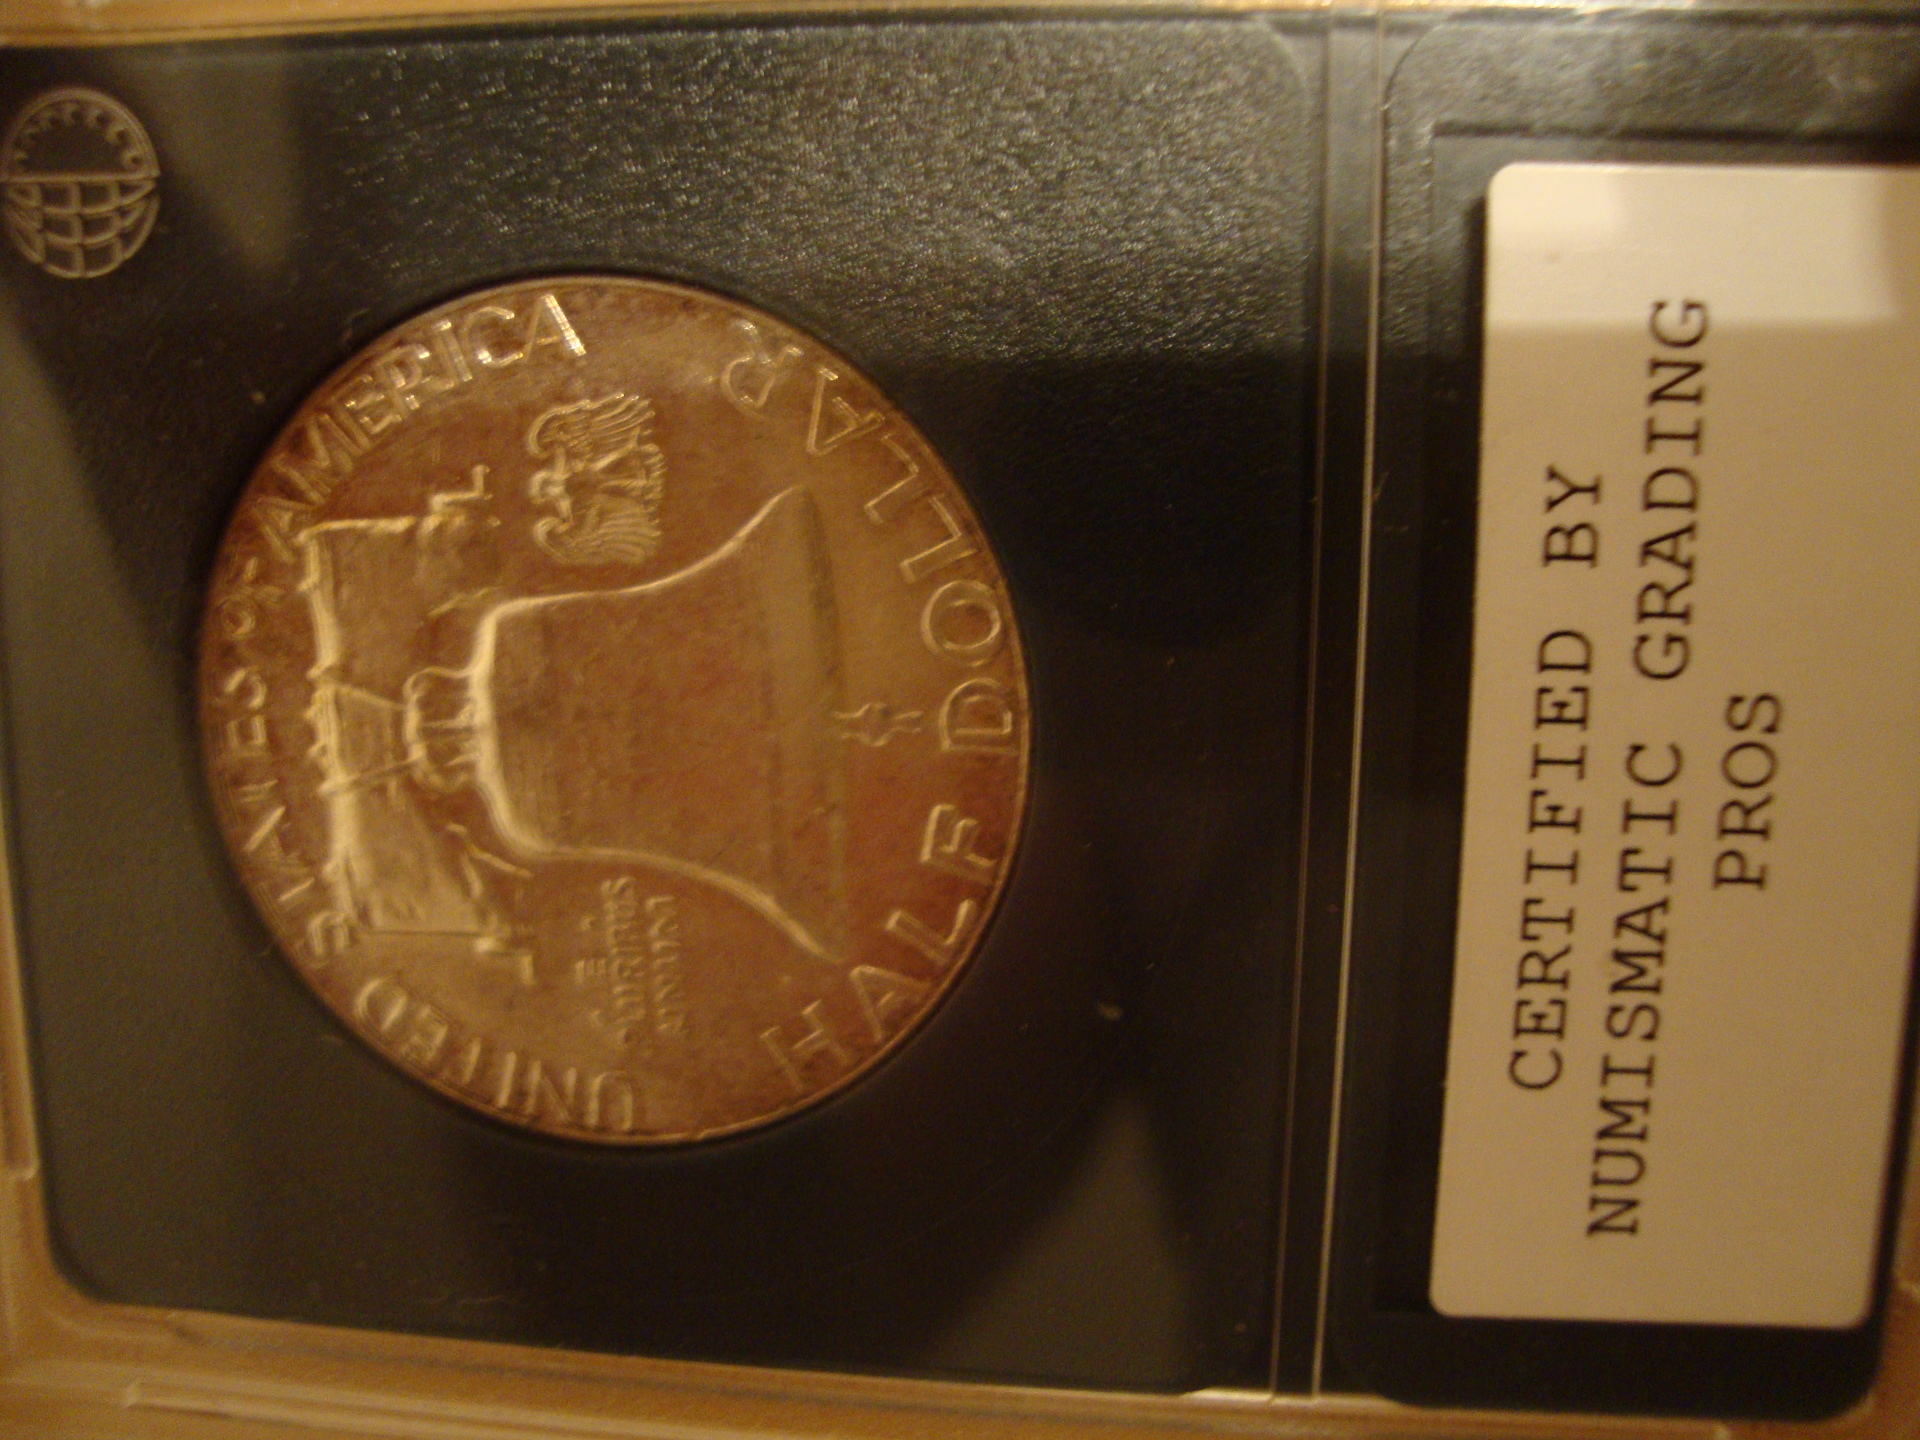 UNITED STATES OF AMERICA
E
PLURIBUS
UNUM
HALF DOLLAR
CERTIFIED BY
NUMISMATIC GRADING
PROS